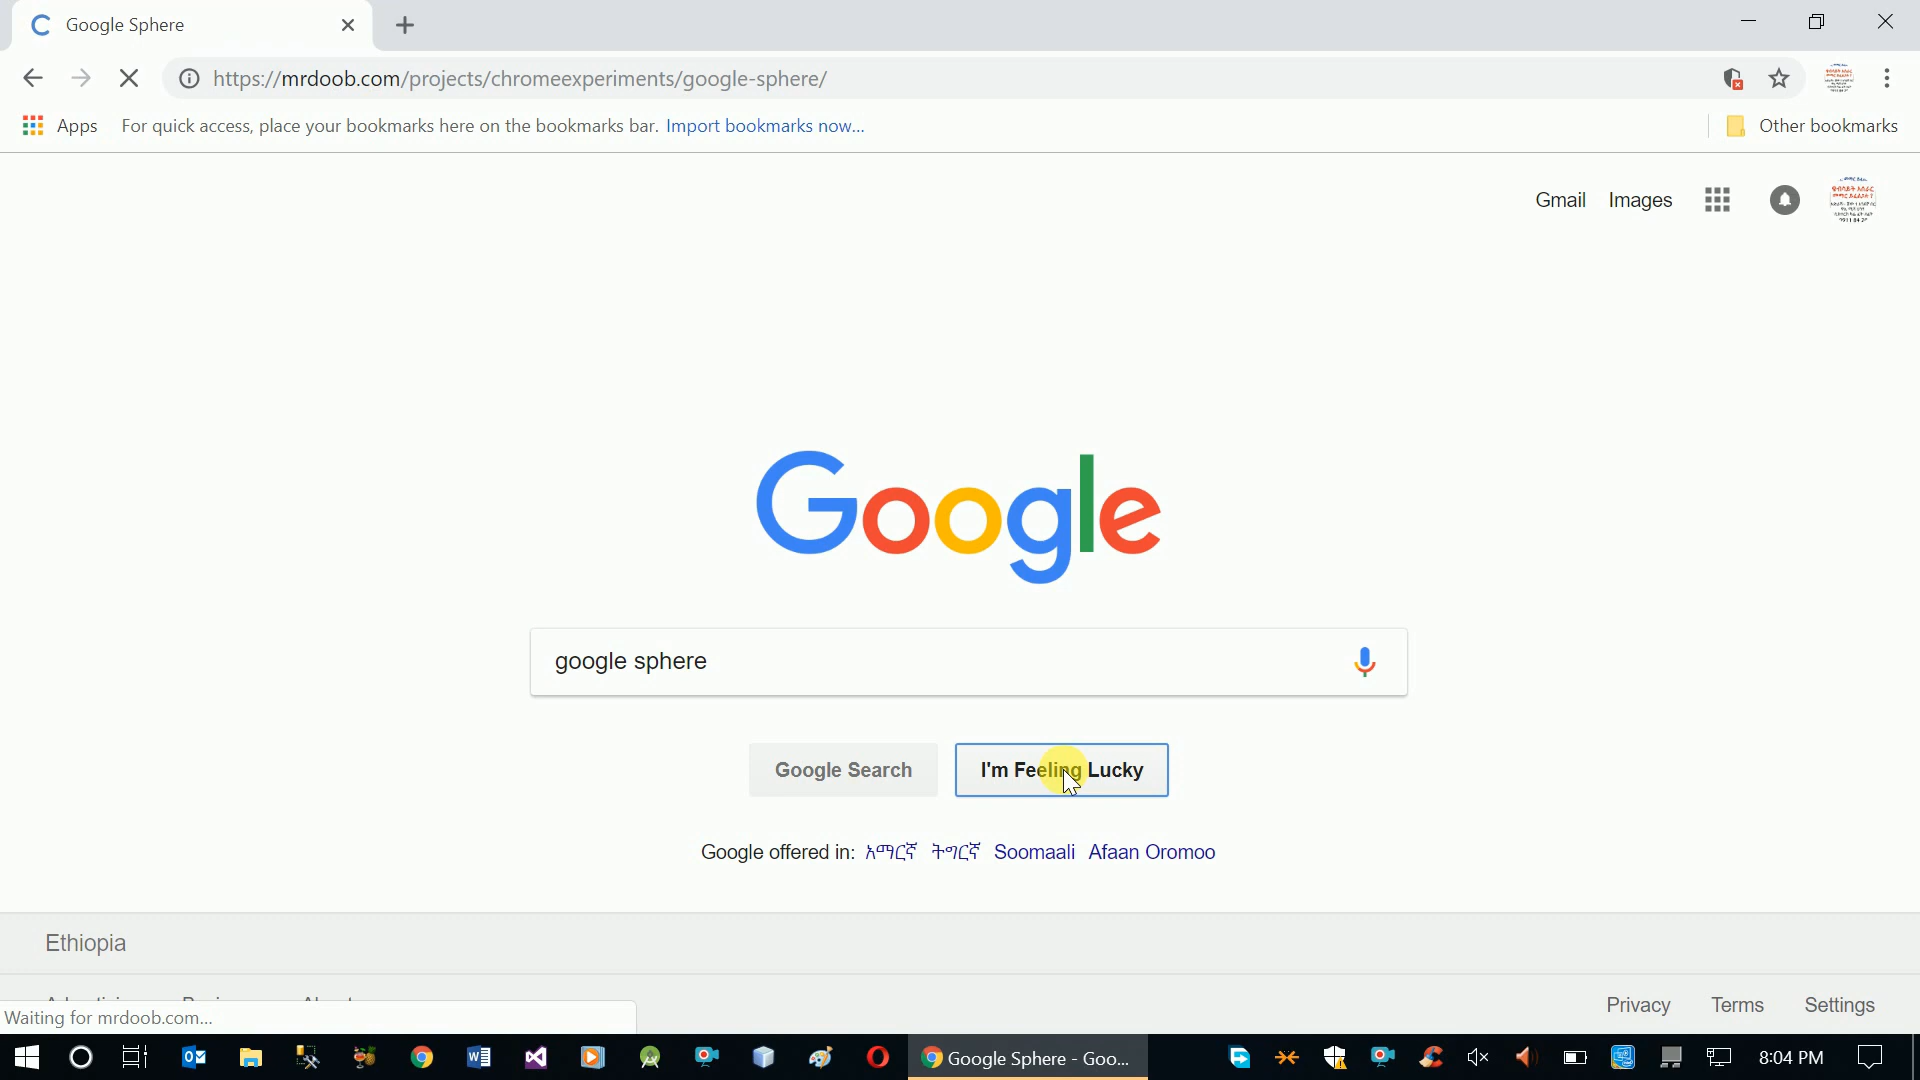 Google Sphere
https://mrdoob.com/projects/chromeexperiments/google-sphere/
Apps For quick access, place your bookmarks here on the bookmarks bar. Import bookmarks now... Other bookmarks
Gmail Images
Google
google sphere
Google Search I'm Feeling Lucky
Google offered in: አማርኛ ትግርኛ Soomaali Afaan Oromoo
Ethiopia
Privacy Terms Settings
Waiting for mrdoob.com...
Google Sphere - Goo... 8:04 PM